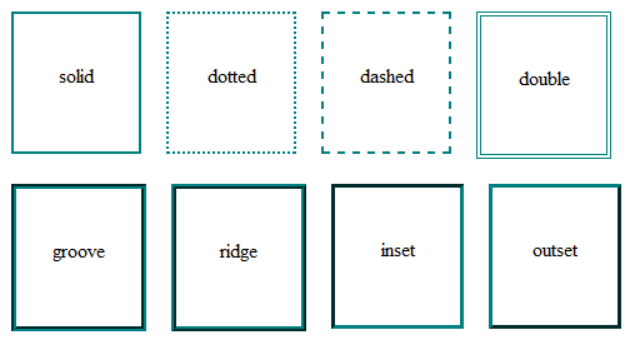 solid dotted dashed double
groove ridge inset outset